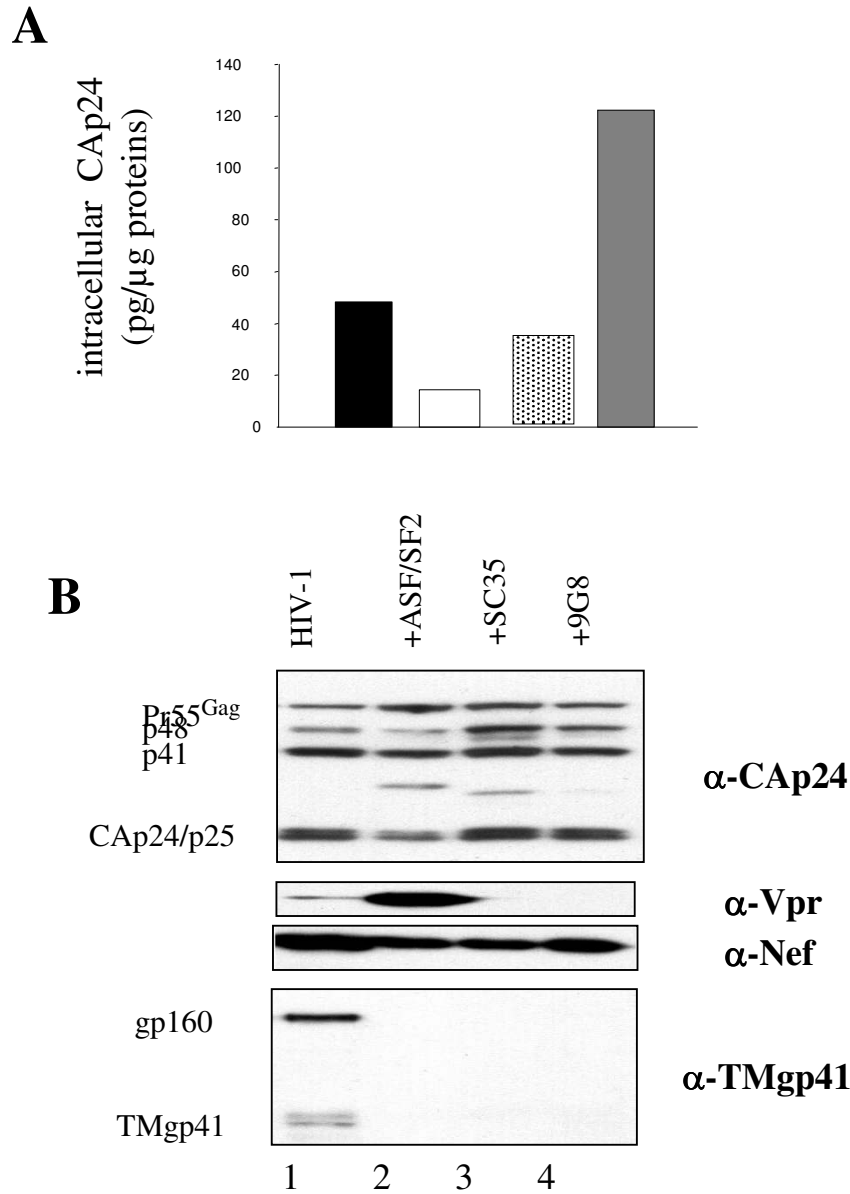 A
intracellular CAp24
(pg/µg proteins)
140
120
100
80
60
40
20
0
B
HIV-1
+ASF/SF2
+SC35
+9G8
Pr55Gag
p48
p41
CAp24/p25
α-CAp24
α-Vpr
α-Nef
gp160
TMgp41
α-TMgp41
1 2 3 4